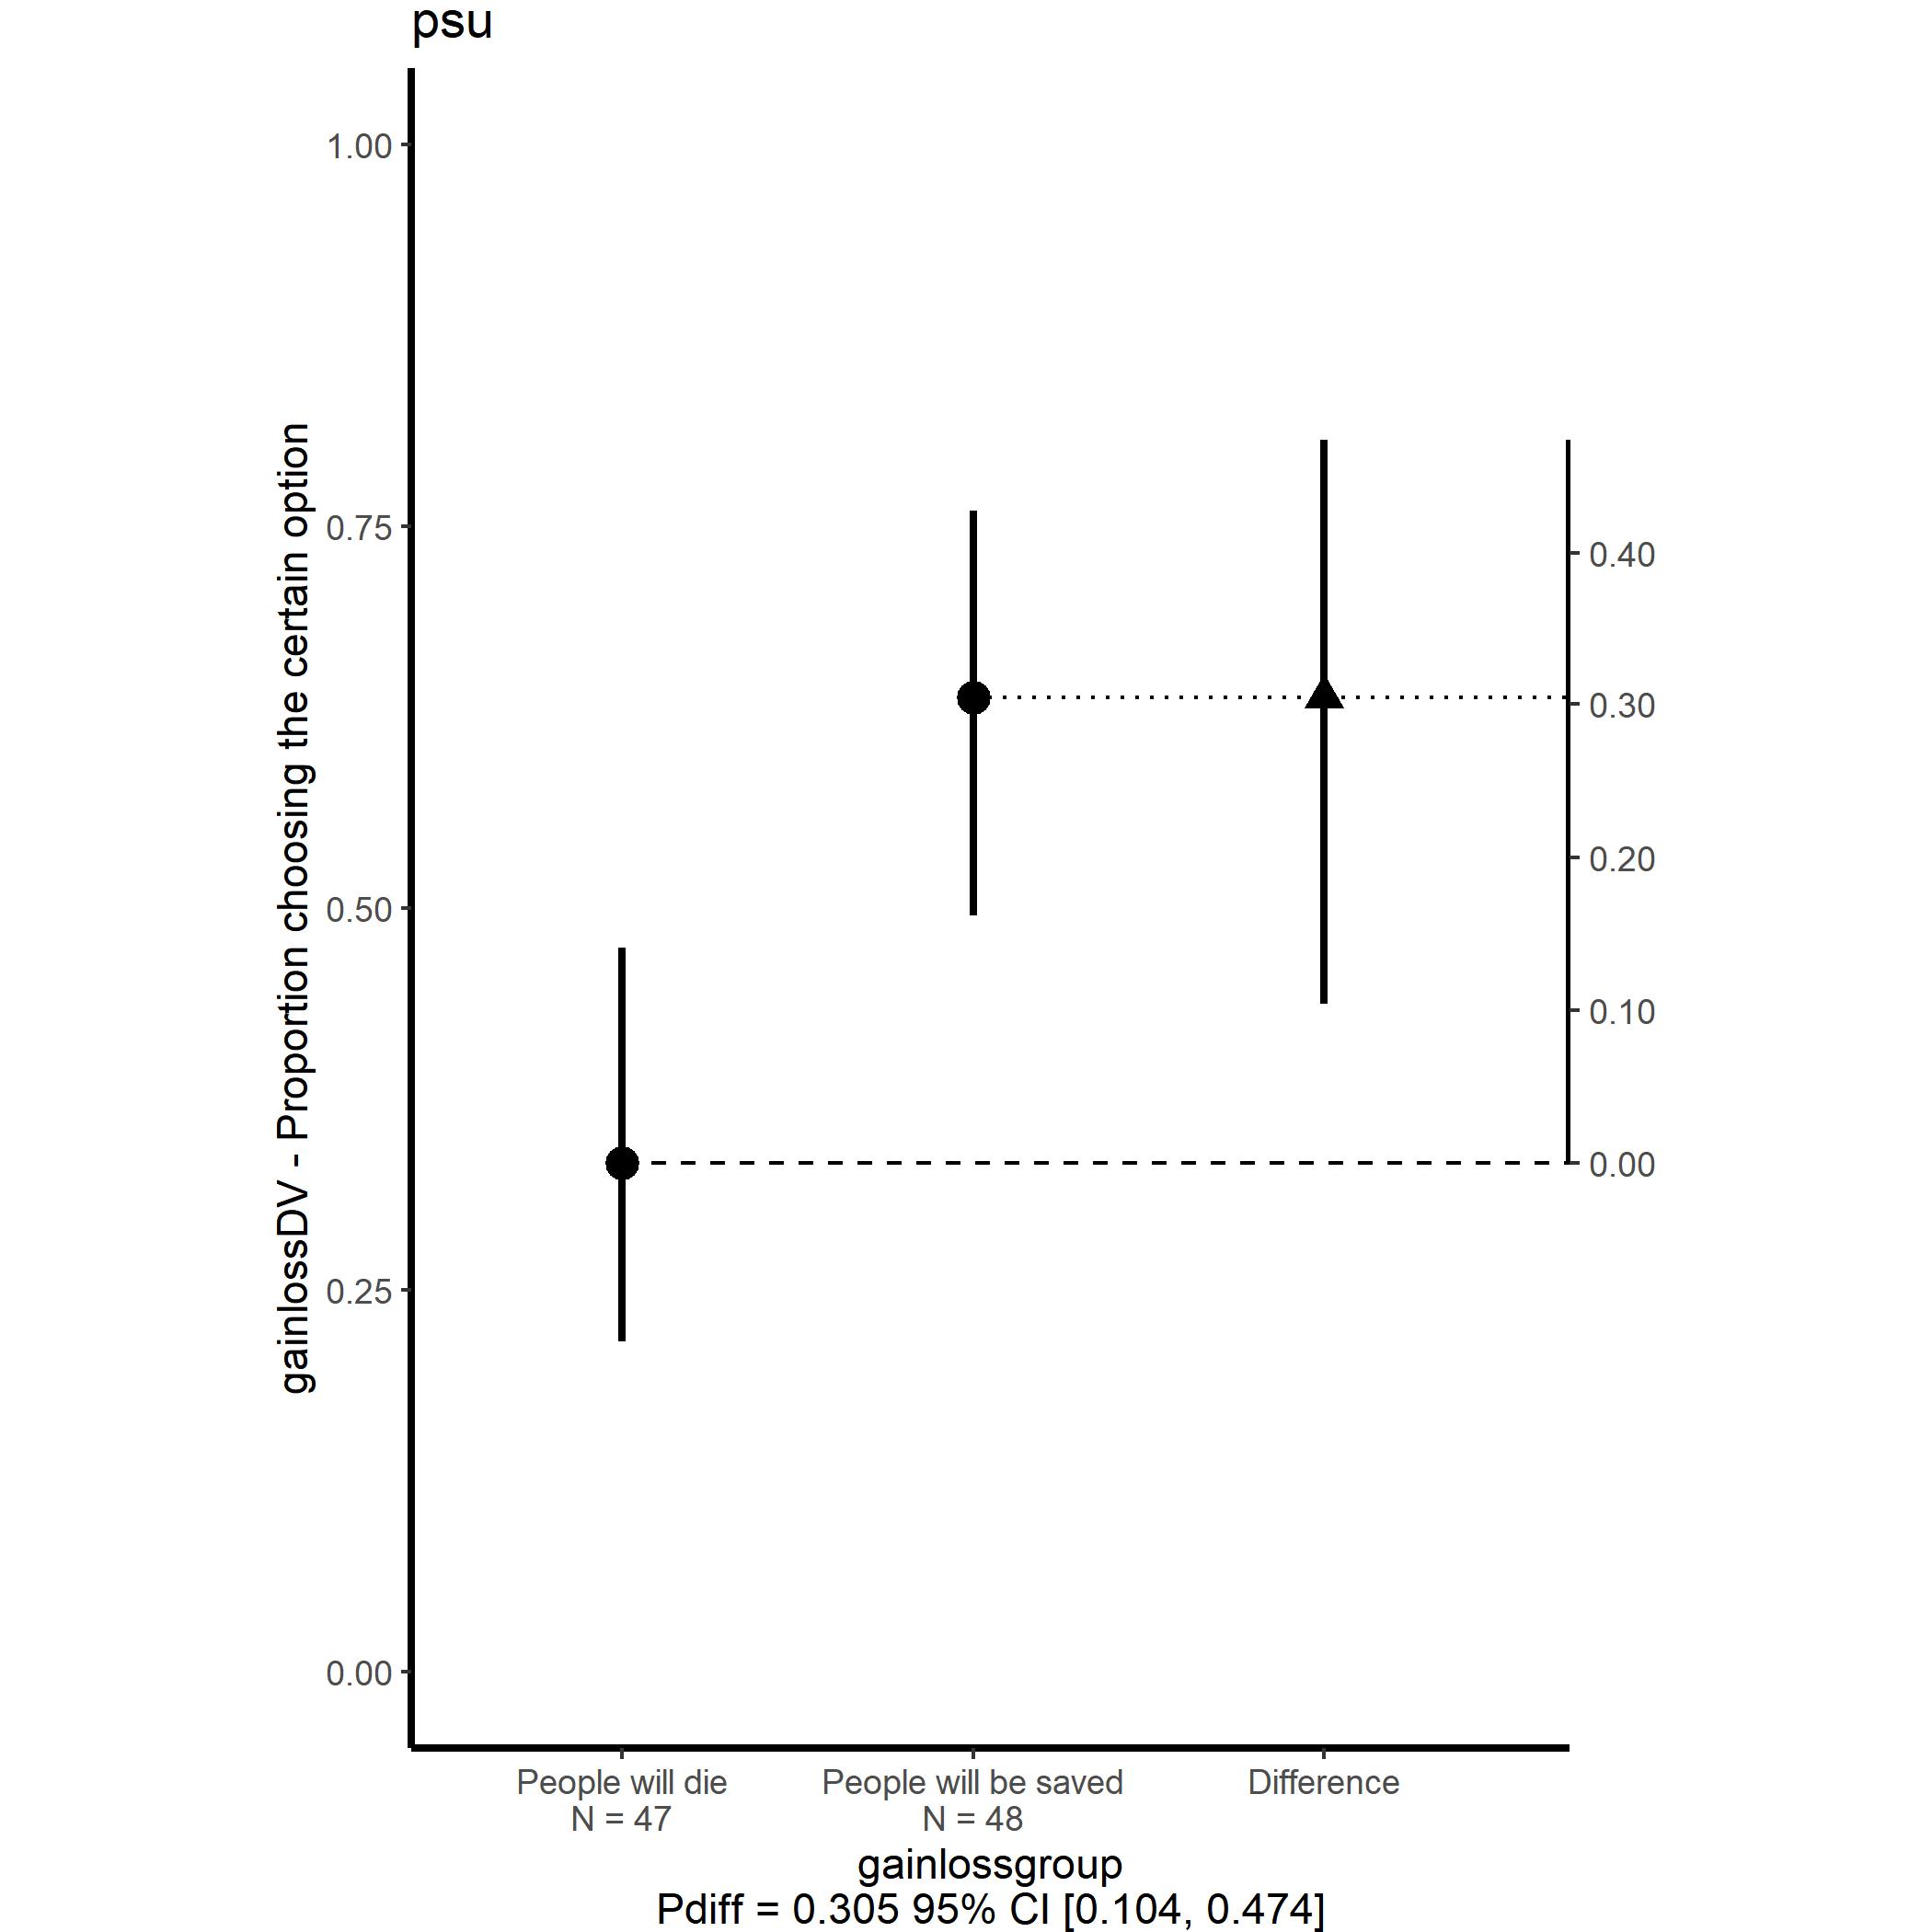 psu
gainlossDV - Proportion choosing the certain option
1.00
0.75
0.50
0.25
0.00
0.40
0.30
0.20
0.10
0.00
People will die
N = 47
People will be saved
N = 48
Difference
gainlossgroup
Pdiff = 0.305 95% CI [0.104, 0.474]